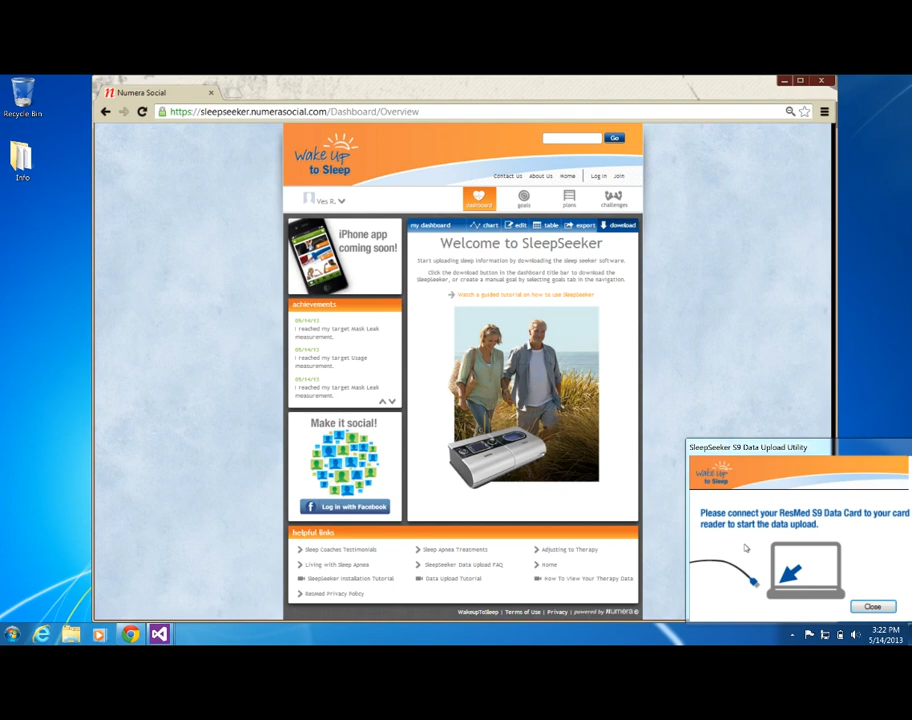 Numera Social
Recycle Bin
https://sleepseeker.numerasocial.com/Dashboard/Overview
Info
Wake Up
to Sleep
Go
Contact Us
About Us
Home
Log in
Join
Ves R.
dashboard
goals
plans
challenges
iPhone app
coming soon!
my dashboard
chart
edit
table
export
download
Welcome to SleepSeeker
Start uploading sleep information by downloading the sleep seeker software.
Click the download button in the dashboard title bar to download the
SleepSeeker, or create a manual goal by selecting goals tab in the navigation.
Watch a guided tutorial on how to use SleepSeeker
achievements
05/14/13
I reached my target Mask Leak
measurement.
05/14/13
I reached my target Usage
measurement.
05/14/13
I reached my target Mask Leak
measurement.
Make it social!
Log in with Facebook
helpful links
Sleep Coaches Testimonials
Sleep Apnea Treatments
Adjusting to Therapy
Living with Sleep Apnea
SleepSeeker Data Upload FAQ
Home
SleepSeeker Installation Tutorial
Data Upload Tutorial
How To View Your Therapy Data
ResMed Privacy Policy
WakeupToSleep | Terms of Use | Privacy | powered by numera
SleepSeeker S9 Data Upload Utility
Wake Up
to Sleep
Please connect your ResMed S9 Data Card to your card
reader to start the data upload.
Close
3:22 PM
5/14/2013